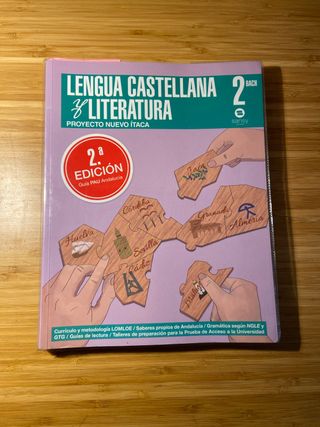 LENGUA CASTELLANA
y LITERATURA
PROYECTO NUEVO ÍTACA
2 BACH
sansy
2.ª
EDICIÓN
Guía PAU Andalucía
Jaén
Córdoba
Granada
Almería
Huelva
Sevilla
Cádiz
Currículo y metodología LOMLOE / Saberes propios de Andalucía / Gramática según NGLE y
GTG / Guías de lectura / Talleres de preparación para la Prueba de Acceso a la Universidad